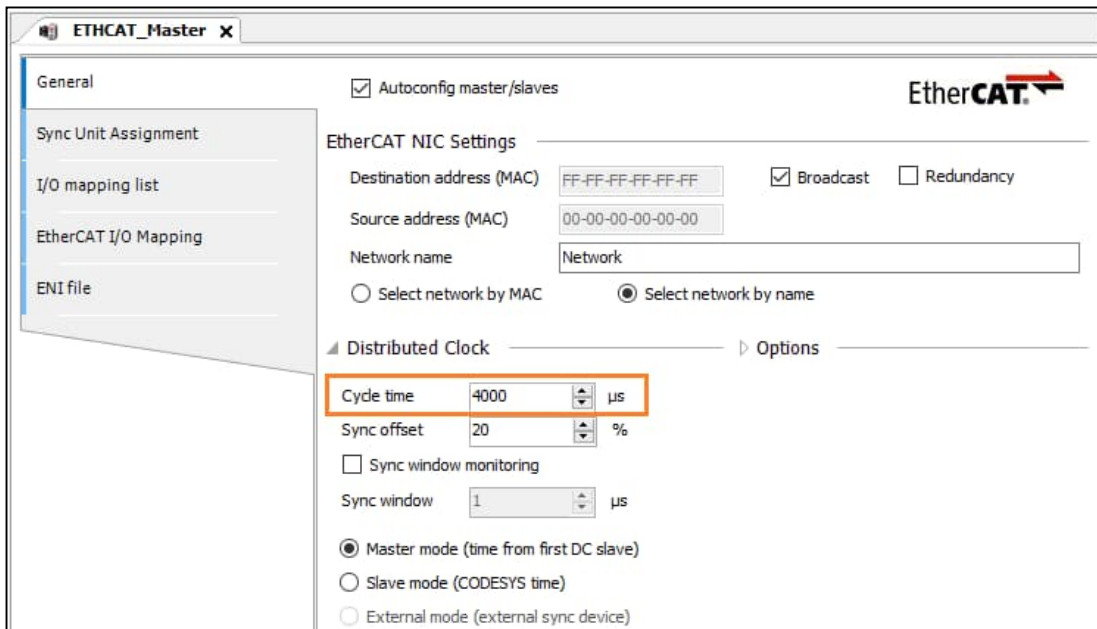 ETHCAT_Master X
General
Sync Unit Assignment
I/O mapping list
EtherCAT I/O Mapping
ENI file
Autoconfig master/slaves
EtherCAT.
EtherCAT NIC Settings
Destination address (MAC) FF-FF-FF-FF-FF-FF Broadcast Redundancy
Source address (MAC) 00-00-00-00-00-00
Network name Network
Select network by MAC Select network by name
Distributed Clock Options
Cycle time 4000 µs
Sync offset 20 %
Sync window monitoring
Sync window 1 µs
Master mode (time from first DC slave)
Slave mode (CODESYS time)
External mode (external sync device)